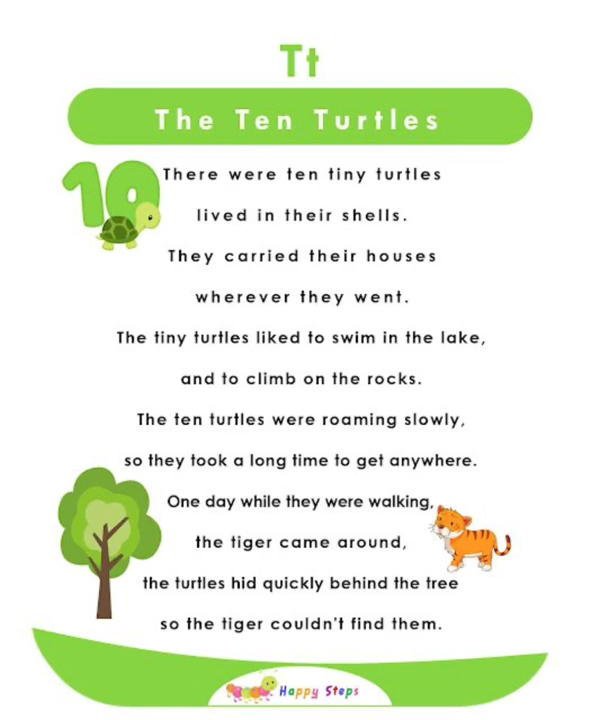 Tt
The Ten Turtles
10
There were ten tiny turtles
lived in their shells.
They carried their houses
wherever they went.
The tiny turtles liked to swim in the lake,
and to climb on the rocks.
The ten turtles were roaming slowly,
so they took a long time to get anywhere.
One day while they were walking,
the tiger came around,
the turtles hid quickly behind the tree
so the tiger couldn't find them.
Happy Steps